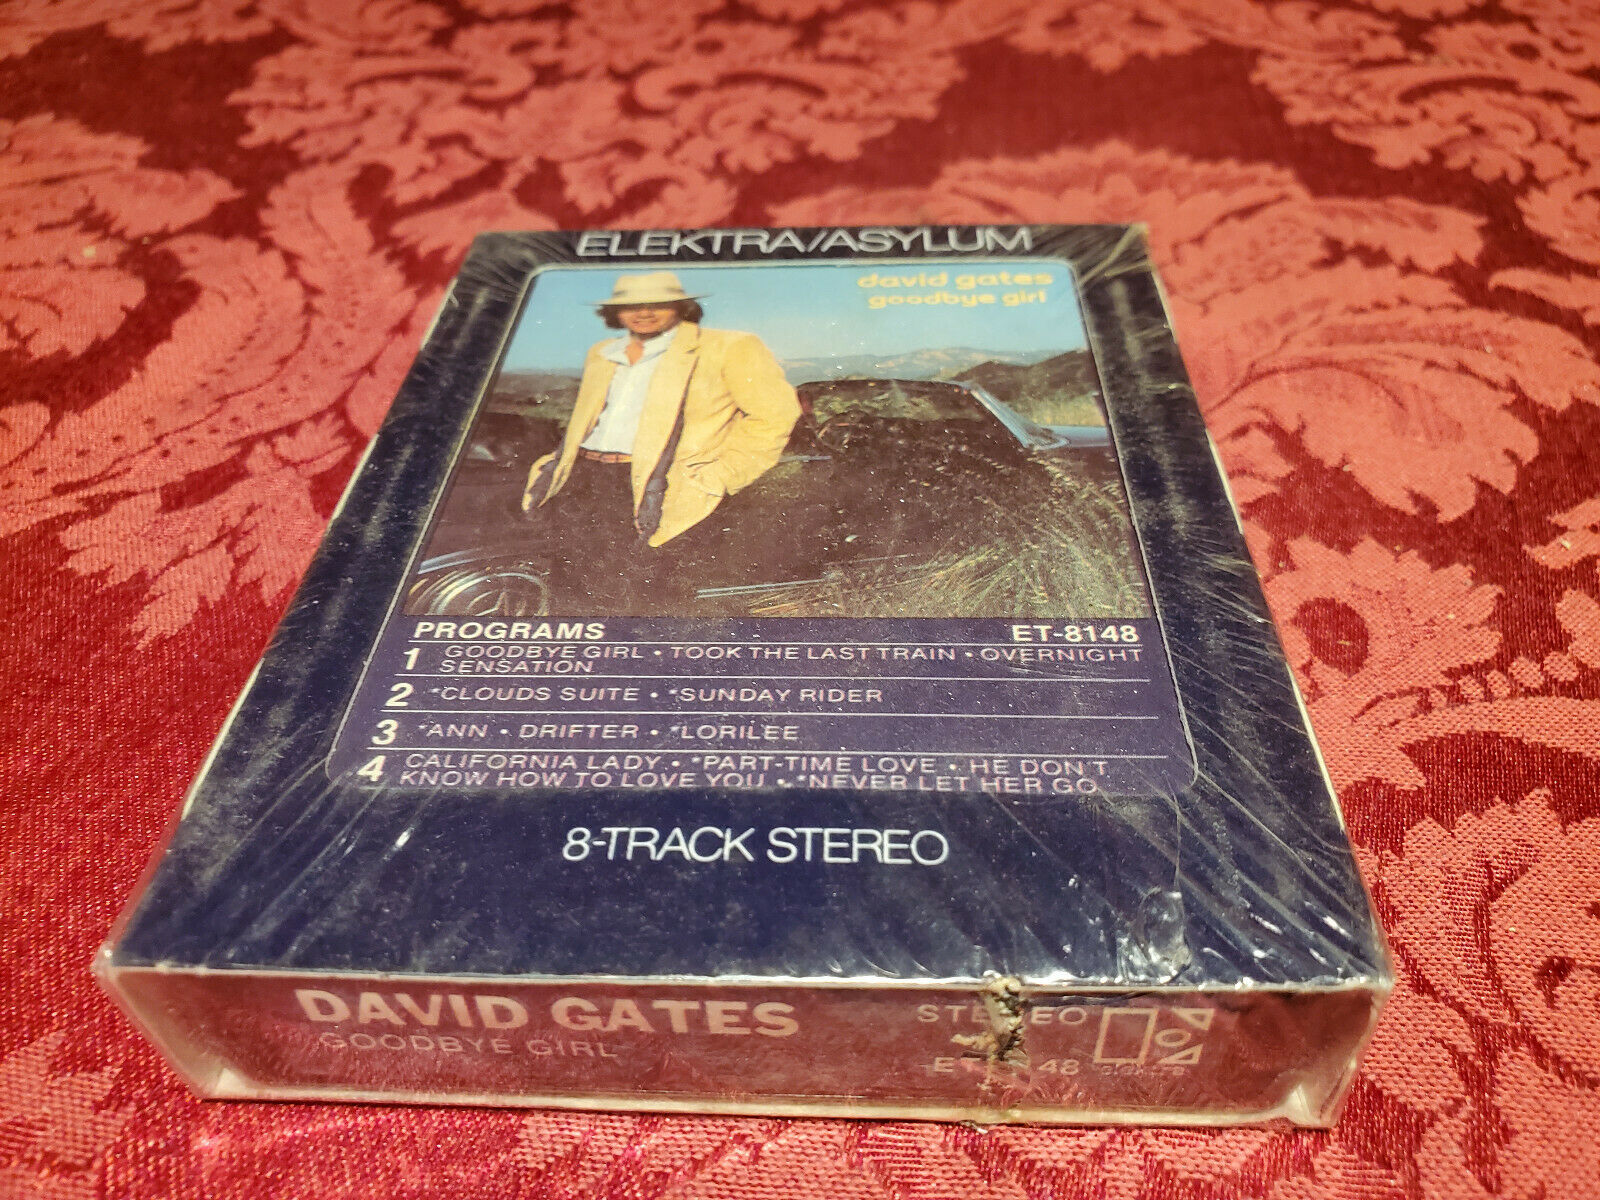 ELEKTRA/ASYLUM
david gates
goodbye girl
PROGRAMS ET-8148
1 GOODBYE GIRL • TOOK THE LAST TRAIN • OVERNIGHT
SENSATION
2 *CLOUDS SUITE • *SUNDAY RIDER
3 *ANN • DRIFTER • *LORILEE
4 CALIFORNIA LADY • *PART-TIME LOVE • HE DON'T
KNOW HOW TO LOVE YOU • *NEVER LET HER GO
8-TRACK STEREO
DAVID GATES STEREO
GOODBYE GIRL 48